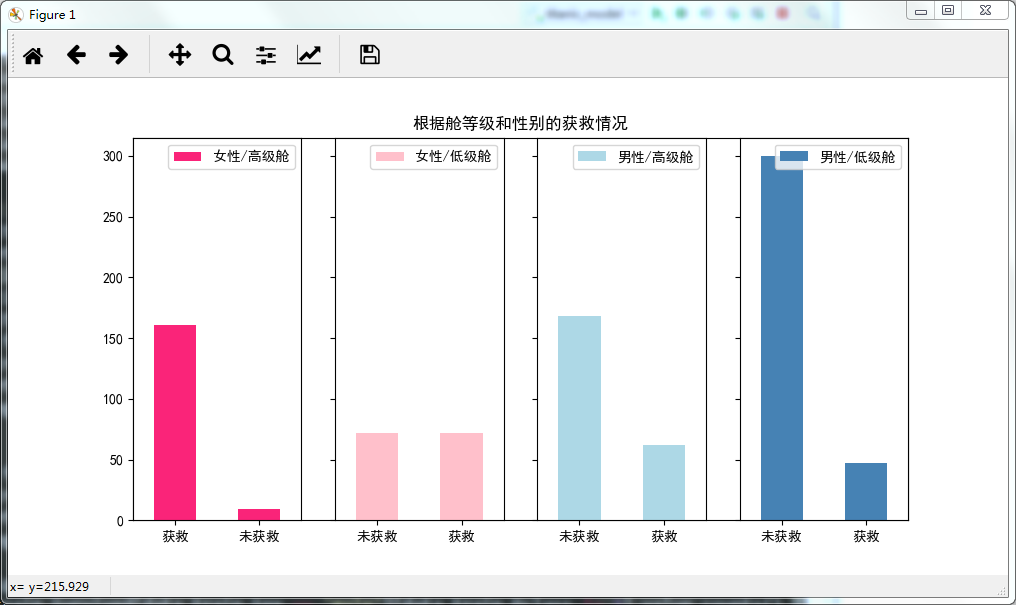 Figure 1
根据舱等级和性别的获救情况
女性/高级舱
女性/低级舱
男性/高级舱
男性/低级舱
300
250
200
150
100
50
0
获救
未获救
未获救
获救
未获救
获救
未获救
获救
x= y=215.929